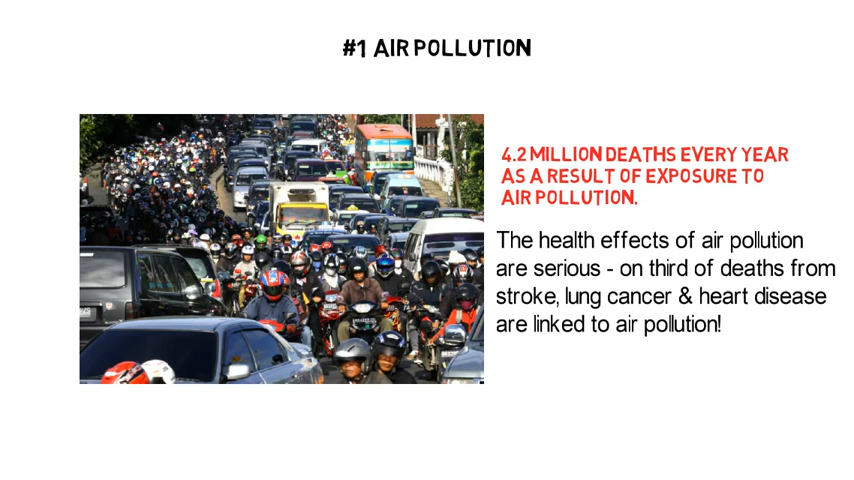 #1 AIR POLLUTION
4.2 MILLION DEATHS EVERY YEAR
AS A RESULT OF EXPOSURE TO
AIR POLLUTION.
The health effects of air pollution
are serious - on third of deaths from
stroke, lung cancer & heart disease
are linked to air pollution!